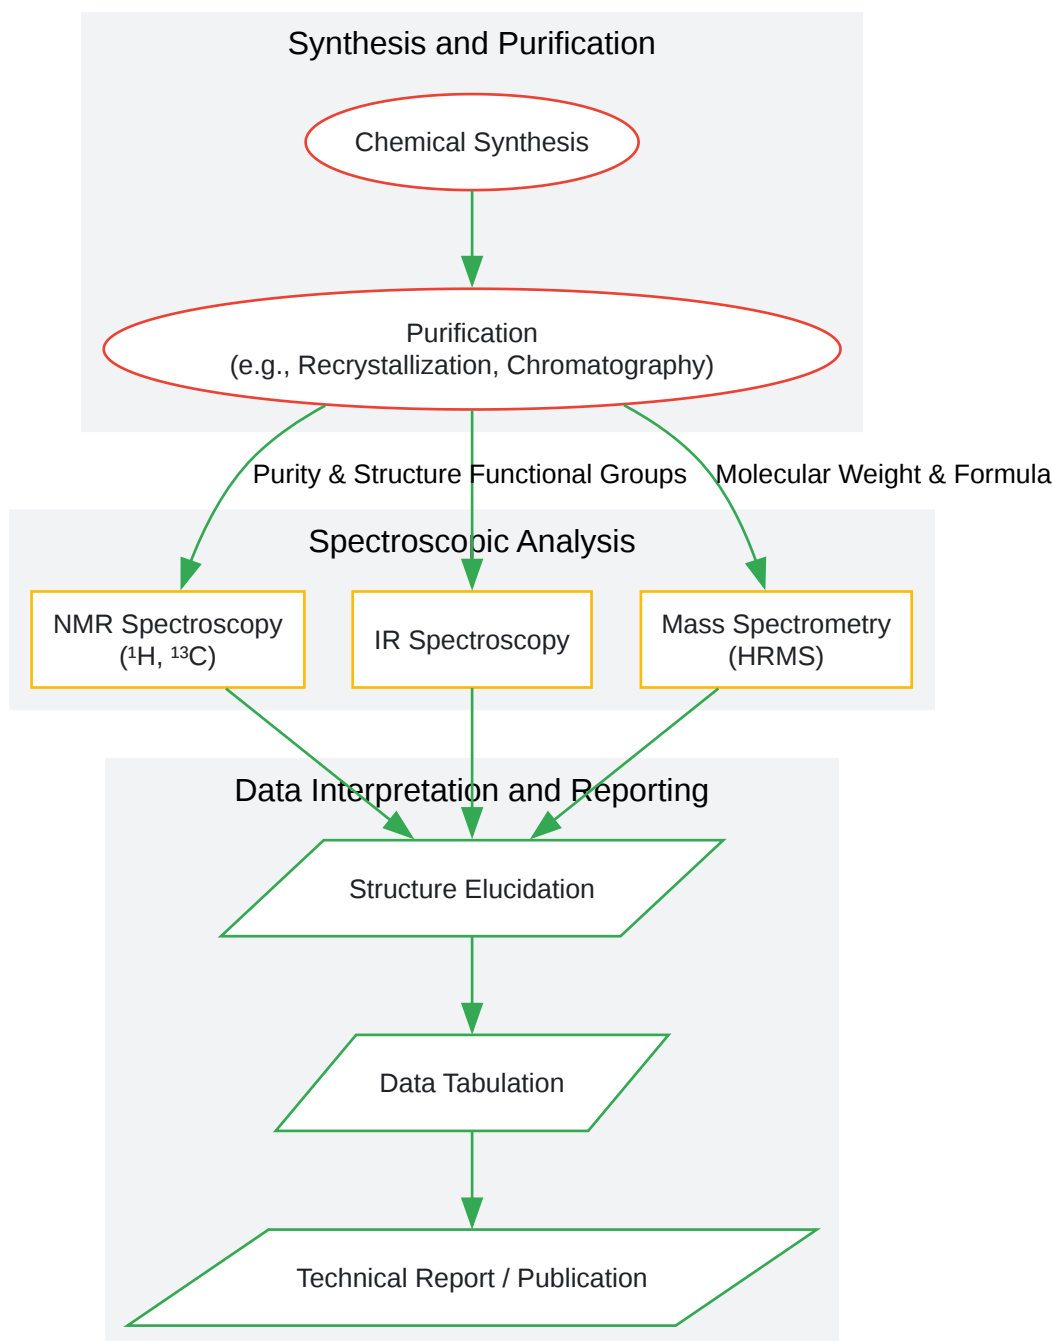 Synthesis and Purification
Chemical Synthesis
Purification
(e.g., Recrystallization, Chromatography)
Purity & Structure
Functional Groups
Molecular Weight & Formula
Spectroscopic Analysis
NMR Spectroscopy
(¹H, ¹³C)
IR Spectroscopy
Mass Spectrometry
(HRMS)
Data Interpretation and Reporting
Structure Elucidation
Data Tabulation
Technical Report / Publication